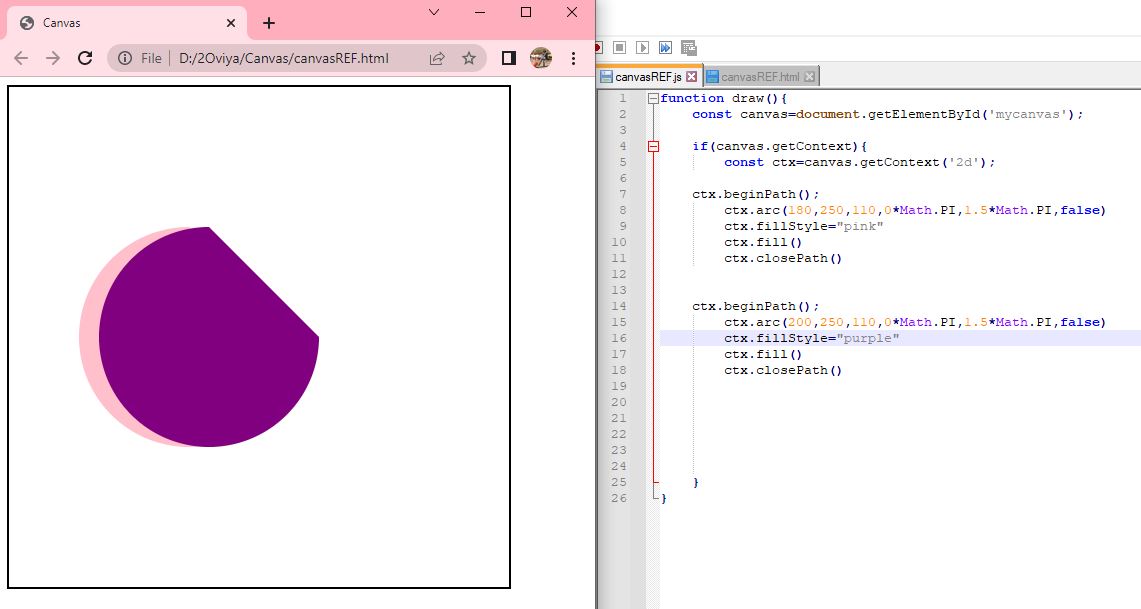 Canvas
File D:/2Oviya/Canvas/canvasREF.html
canvasREF.js canvasREF.html
1 function draw(){
2 const canvas=document.getElementById('mycanvas');
3
4 if(canvas.getContext){
5 const ctx=canvas.getContext('2d');
6
7 ctx.beginPath();
8 ctx.arc(180,250,110,0*Math.PI,1.5*Math.PI,false)
9 ctx.fillStyle="pink"
10 ctx.fill()
11 ctx.closePath()
12
13
14 ctx.beginPath();
15 ctx.arc(200,250,110,0*Math.PI,1.5*Math.PI,false)
16 ctx.fillStyle="purple"
17 ctx.fill()
18 ctx.closePath()
19
20
21
22
23
24
25 }
26 }